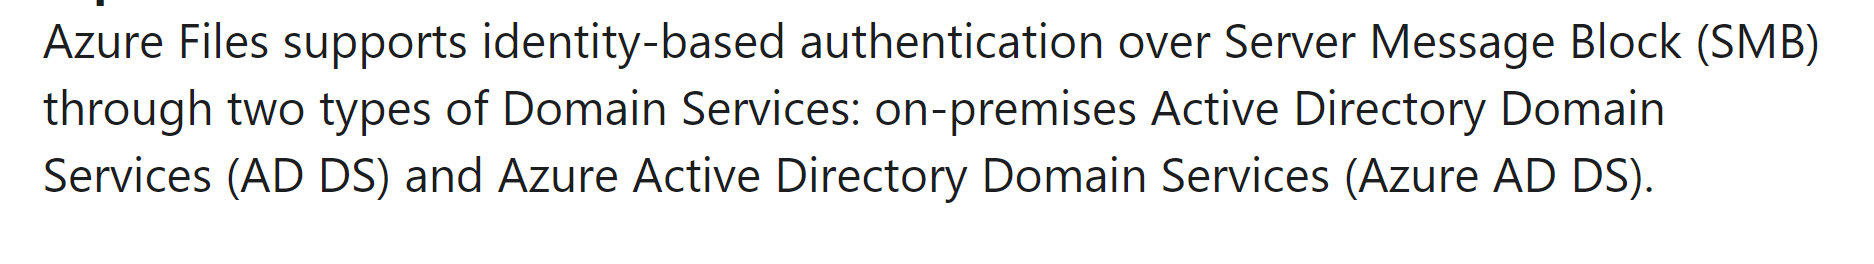 Azure Files supports identity-based authentication over Server Message Block (SMB)
through two types of Domain Services: on-premises Active Directory Domain
Services (AD DS) and Azure Active Directory Domain Services (Azure AD DS).